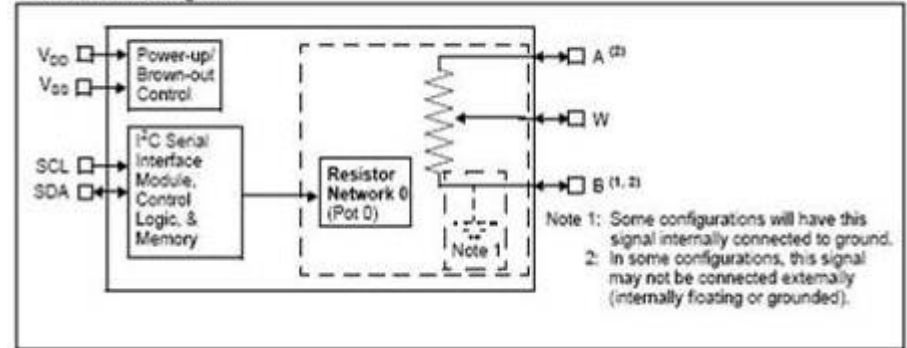 V_DD
Power-up/
Brown-out
Control
V_SS
I²C Serial
Interface
Module,
Control
Logic, &
Memory
SCL
SDA
Resistor
Network 0
(Pot 0)
A (2)
W
B (1, 2)
Note 1
Note 1: Some configurations will have this
signal internally connected to ground.
2: In some configurations, this signal
may not be connected externally
(internally floating or grounded).